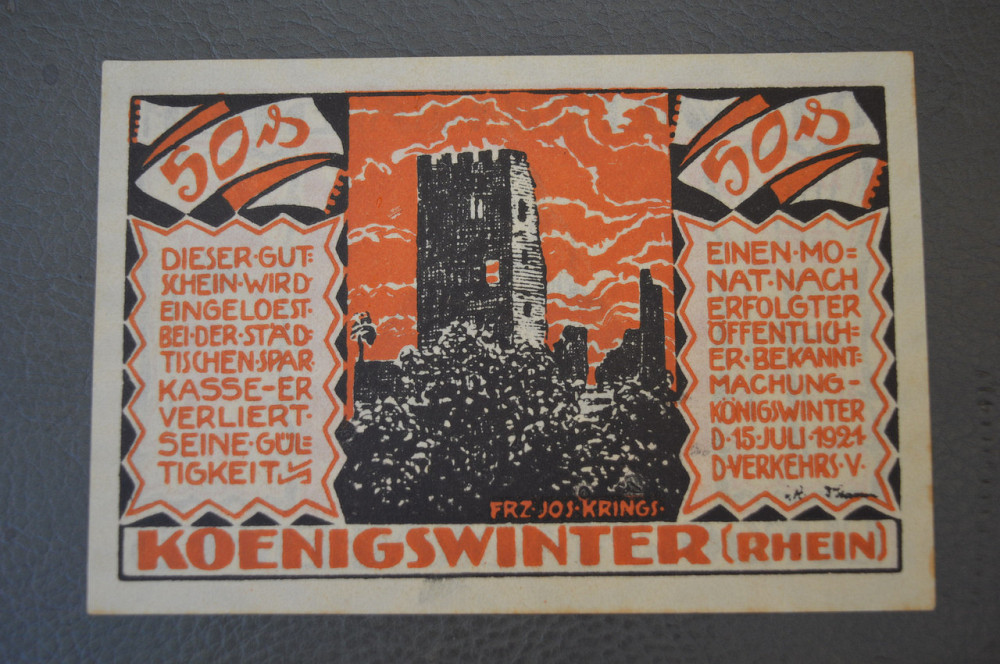 50 ₰
50 ₰
DIESER·GUT=
SCHEIN·WIRD
EINGELOEST·
BEI·DER·STÄD=
TISCHEN·SPAR·
KASSE-ER
VERLIERT·
SEINE·GÜL=
TIGKEIT·
EINEN·MO=
NAT·NACH
ERFOLGTER
ÖFFENTLICH=
ER·BEKANNT=
MACHUNG-
KÖNIGSWINTER
D·15·JULI·1921·
D·VERKEHRS·V·
FRZ·JOS·KRINGS·
KOENIGSWINTER (RHEIN)